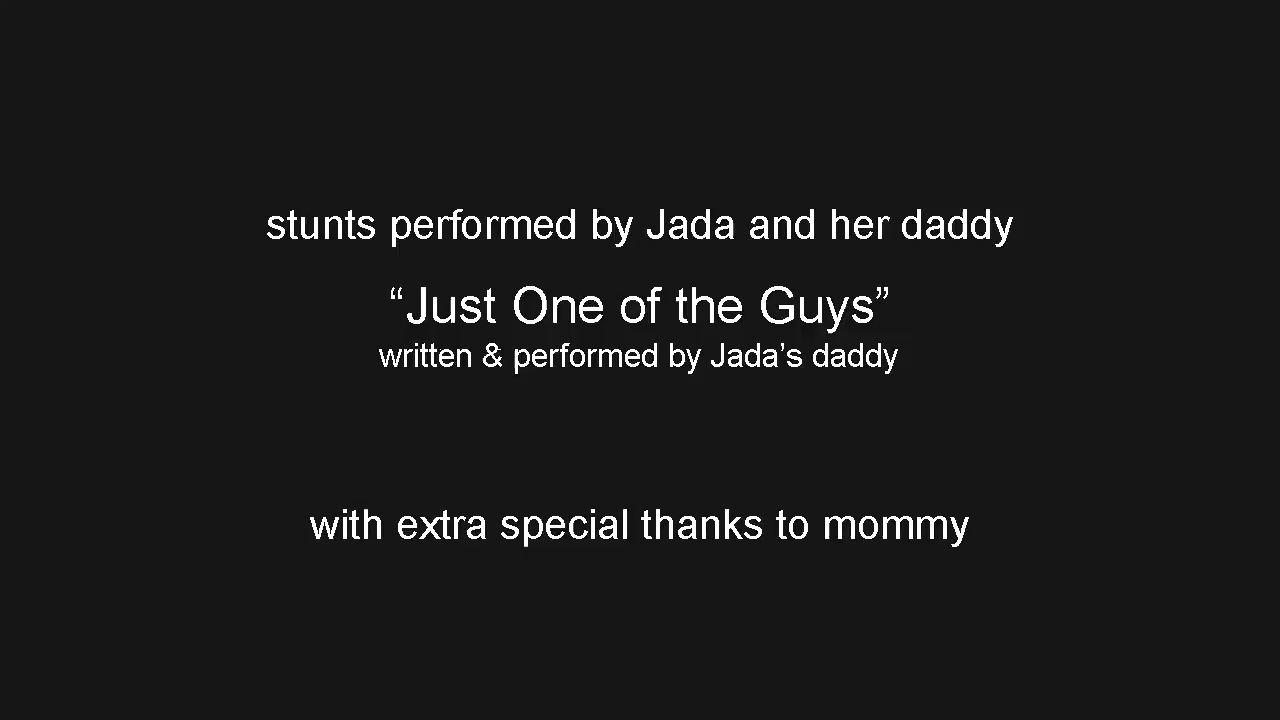 stunts performed by Jada and her daddy
“Just One of the Guys”
written & performed by Jada’s daddy
with extra special thanks to mommy